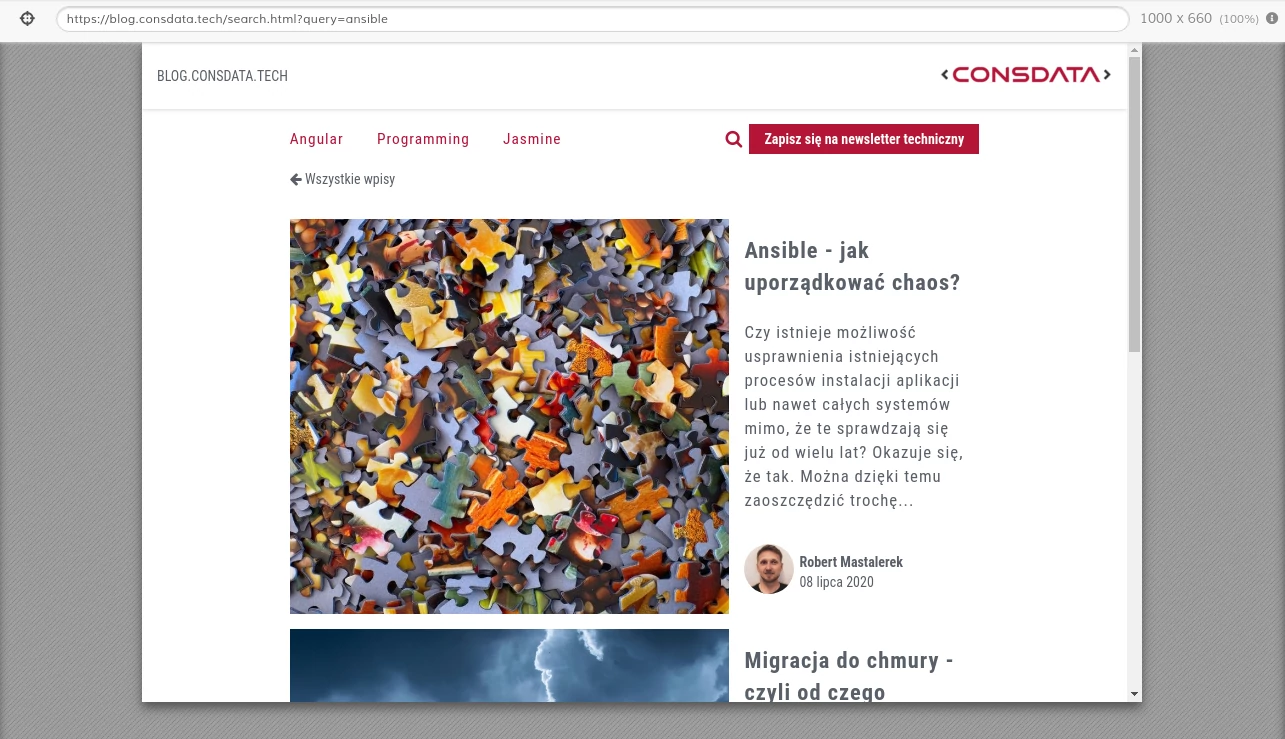 https://blog.consdata.tech/search.html?query=ansible
1000 x 660 (100%)
BLOG.CONSDATA.TECH
CONSDATA
Angular Programming Jasmine
Zapisz się na newsletter techniczny
Wszystkie wpisy
Ansible - jak
uporządkować chaos?
Czy istnieje możliwość
usprawnienia istniejących
procesów instalacji aplikacji
lub nawet całych systemów
mimo, że te sprawdzają się
już od wielu lat? Okazuje się,
że tak. Można dzięki temu
zaoszczędzić trochę...
Robert Mastalerek
08 lipca 2020
Migracja do chmury -
czyli od czego